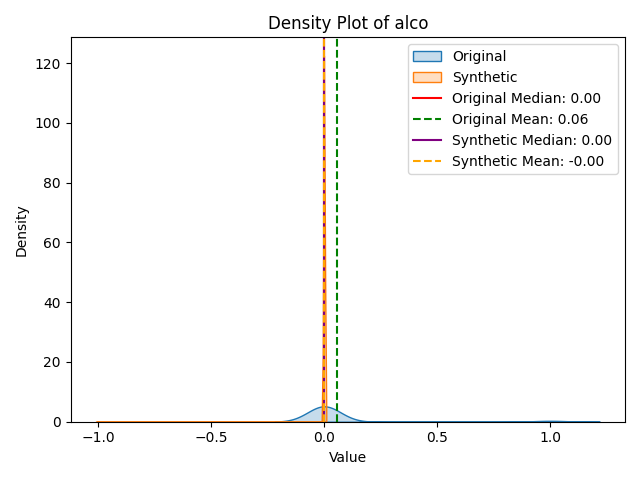 Density Plot of alco
Original
Synthetic
Original Median: 0.00
Original Mean: 0.06
Synthetic Median: 0.00
Synthetic Mean: -0.00
Density
120
100
80
60
40
20
0
−1.0 −0.5 0.0 0.5 1.0
Value